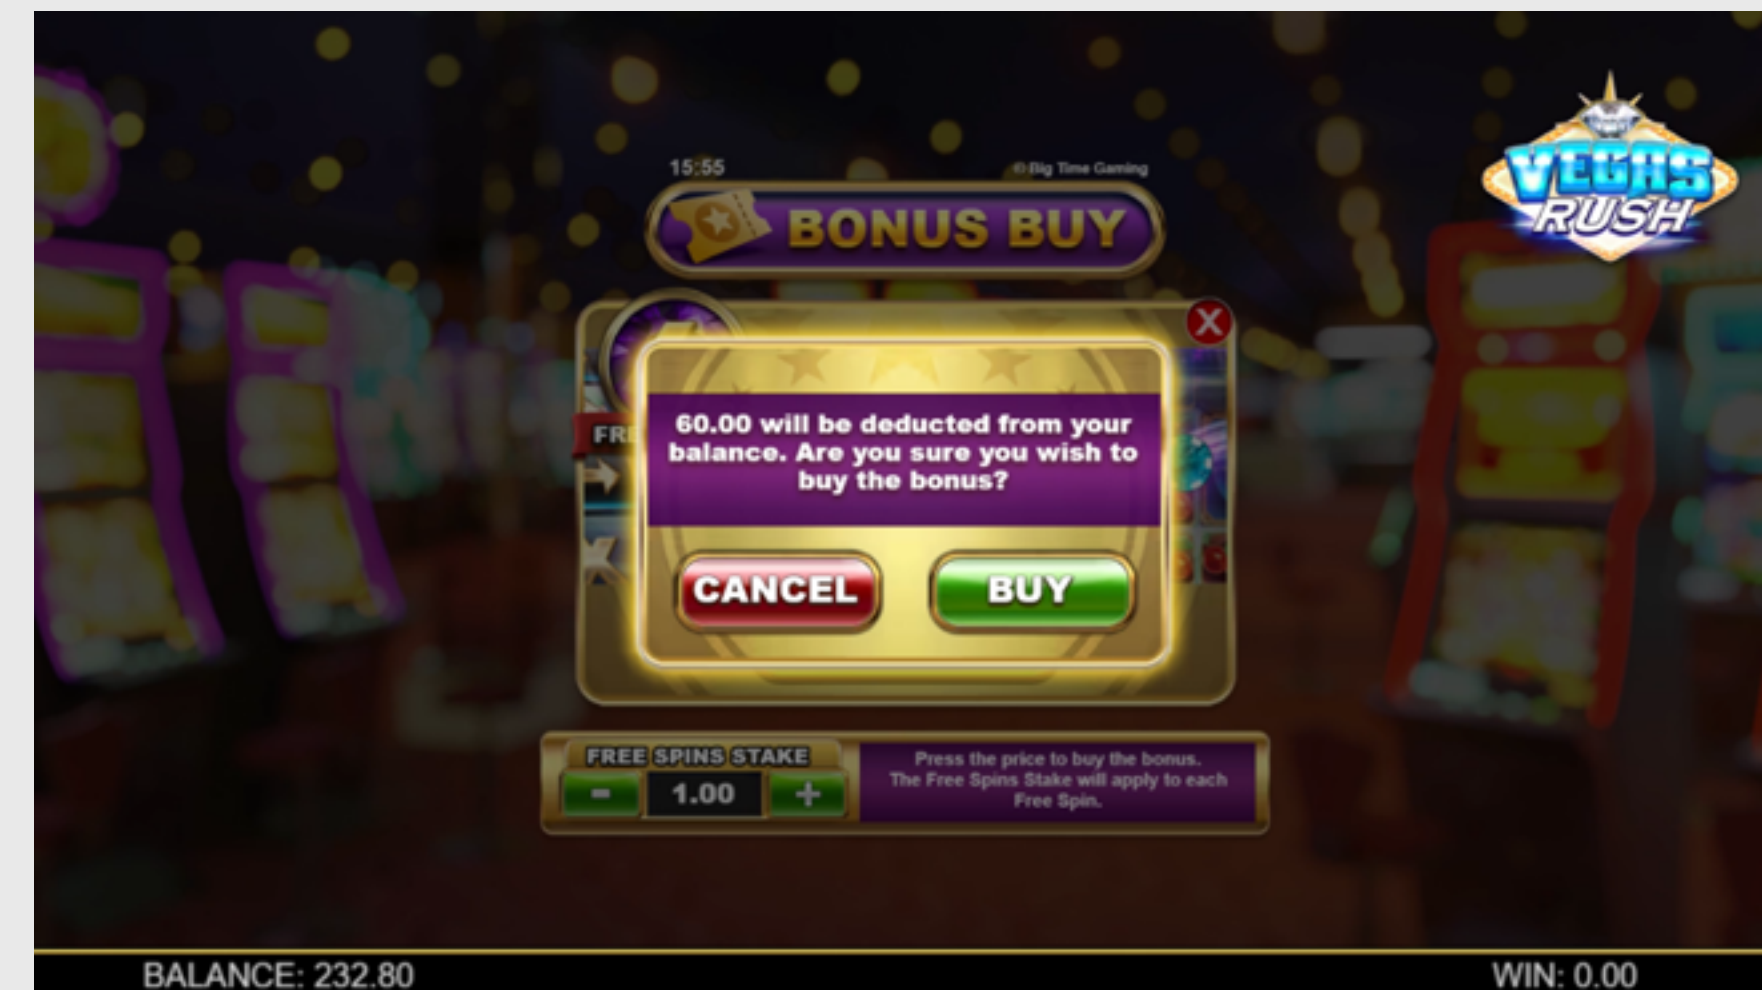 VEGAS
RUSH
15:55
© Big Time Gaming
BONUS BUY
X
FRE
60.00 will be deducted from your
balance. Are you sure you wish to
buy the bonus?
CANCEL
BUY
FREE SPINS STAKE
- 1.00 +
Press the price to buy the bonus.
The Free Spins Stake will apply to each
Free Spin.
BALANCE: 232.80
WIN: 0.00